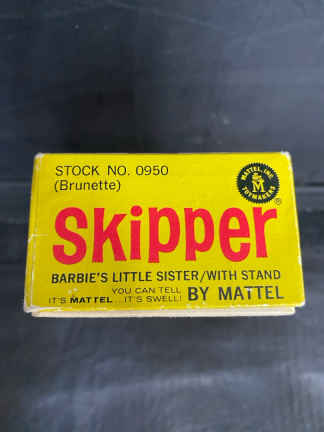 STOCK NO. 0950
(Brunette)
MATTEL, INC.
M
TOYMAKERS
®
Skipper
BARBIE'S LITTLE SISTER/WITH STAND
YOU CAN TELL
IT'S MATTEL...IT'S SWELL! BY MATTEL